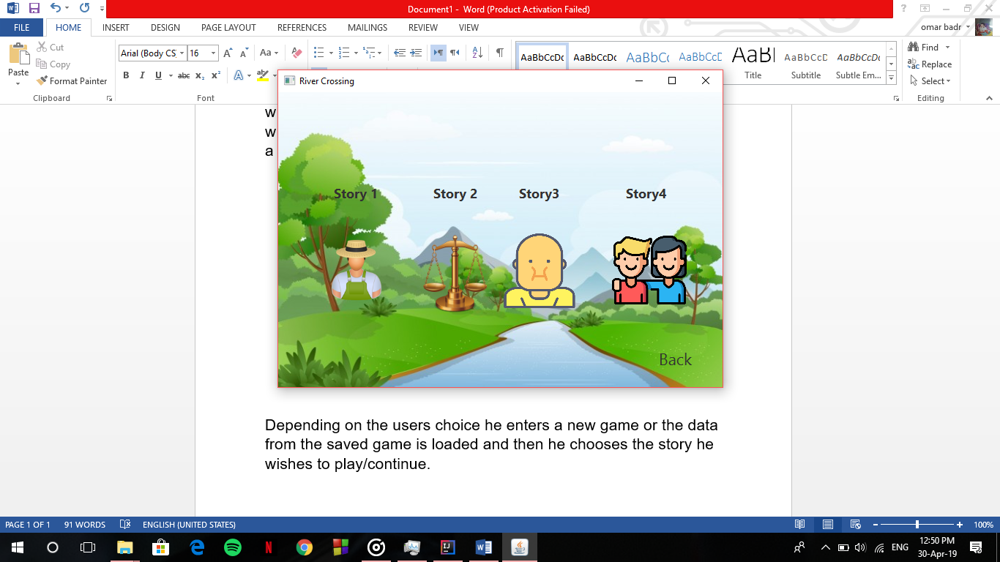 Document1 - Word (Product Activation Failed)
FILE HOME INSERT DESIGN PAGE LAYOUT REFERENCES MAILINGS REVIEW VIEW omar badr
Paste
Cut
Copy
Format Painter
Clipboard
Arial (Body CS) 16
Font
AaBbCcDc AaBbCcDc AaBbCc AaBbCcD AaBl AaBbCcD AaBbCcDc
Title Subtitle Subtle Em...
Find
Replace
Select
Editing
River Crossing
w
w
a
Story 1 Story 2 Story3 Story4
Back
Depending on the users choice he enters a new game or the data
from the saved game is loaded and then he chooses the story he
wishes to play/continue.
PAGE 1 OF 1 91 WORDS ENGLISH (UNITED STATES) 100%
ENG 12:50 PM
30-Apr-19